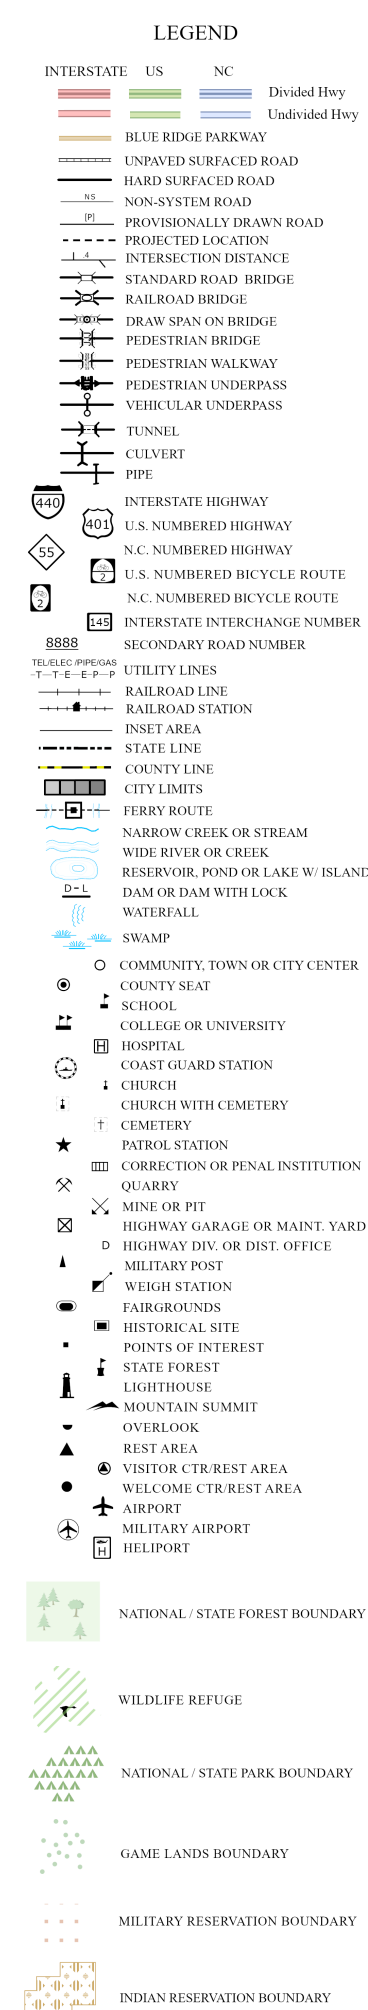 LEGEND
INTERSTATE US NC
Divided Hwy
Undivided Hwy
BLUE RIDGE PARKWAY
UNPAVED SURFACED ROAD
HARD SURFACED ROAD
NS NON-SYSTEM ROAD
[P] PROVISIONALLY DRAWN ROAD
PROJECTED LOCATION
.4 INTERSECTION DISTANCE
STANDARD ROAD BRIDGE
RAILROAD BRIDGE
DRAW SPAN ON BRIDGE
PEDESTRIAN BRIDGE
PEDESTRIAN WALKWAY
PEDESTRIAN UNDERPASS
VEHICULAR UNDERPASS
TUNNEL
CULVERT
PIPE
440 INTERSTATE HIGHWAY
401 U.S. NUMBERED HIGHWAY
55 N.C. NUMBERED HIGHWAY
2 U.S. NUMBERED BICYCLE ROUTE
2 N.C. NUMBERED BICYCLE ROUTE
145 INTERSTATE INTERCHANGE NUMBER
8888 SECONDARY ROAD NUMBER
TEL/ELEC /PIPE/GAS
–T–T–E–E–P–P UTILITY LINES
RAILROAD LINE
RAILROAD STATION
INSET AREA
STATE LINE
COUNTY LINE
CITY LIMITS
FERRY ROUTE
NARROW CREEK OR STREAM
WIDE RIVER OR CREEK
RESERVOIR, POND OR LAKE W/ ISLAND
D-L DAM OR DAM WITH LOCK
WATERFALL
SWAMP
COMMUNITY, TOWN OR CITY CENTER
COUNTY SEAT
SCHOOL
COLLEGE OR UNIVERSITY
H HOSPITAL
COAST GUARD STATION
CHURCH
CHURCH WITH CEMETERY
CEMETERY
PATROL STATION
CORRECTION OR PENAL INSTITUTION
QUARRY
MINE OR PIT
HIGHWAY GARAGE OR MAINT. YARD
D HIGHWAY DIV. OR DIST. OFFICE
MILITARY POST
WEIGH STATION
FAIRGROUNDS
HISTORICAL SITE
POINTS OF INTEREST
STATE FOREST
LIGHTHOUSE
MOUNTAIN SUMMIT
OVERLOOK
REST AREA
VISITOR CTR/REST AREA
WELCOME CTR/REST AREA
AIRPORT
MILITARY AIRPORT
H HELIPORT
NATIONAL / STATE FOREST BOUNDARY
WILDLIFE REFUGE
NATIONAL / STATE PARK BOUNDARY
GAME LANDS BOUNDARY
MILITARY RESERVATION BOUNDARY
INDIAN RESERVATION BOUNDARY